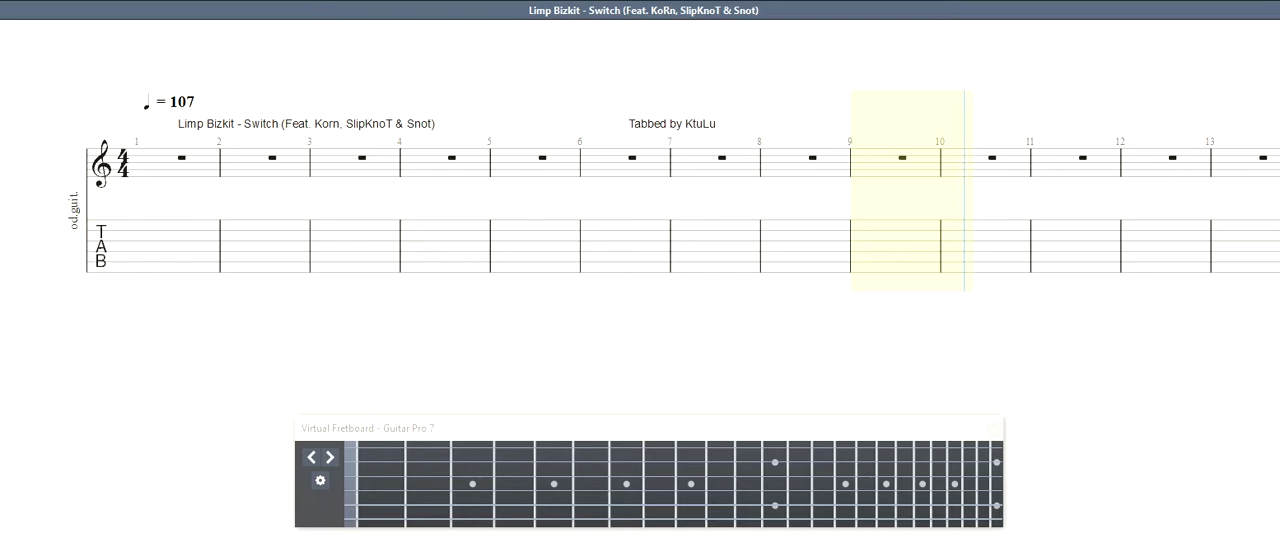 Limp Bizkit - Switch (Feat. KoRn, SlipKnoT & Snot)
= 107
Limp Bizkit - Switch (Feat. Korn, SlipKnoT & Snot) Tabbed by KtuLu
1 2 3 4 5 6 7 8 9 10 11 12 13
4
4
od.guit.
T
A
B
Virtual Fretboard - Guitar Pro 7